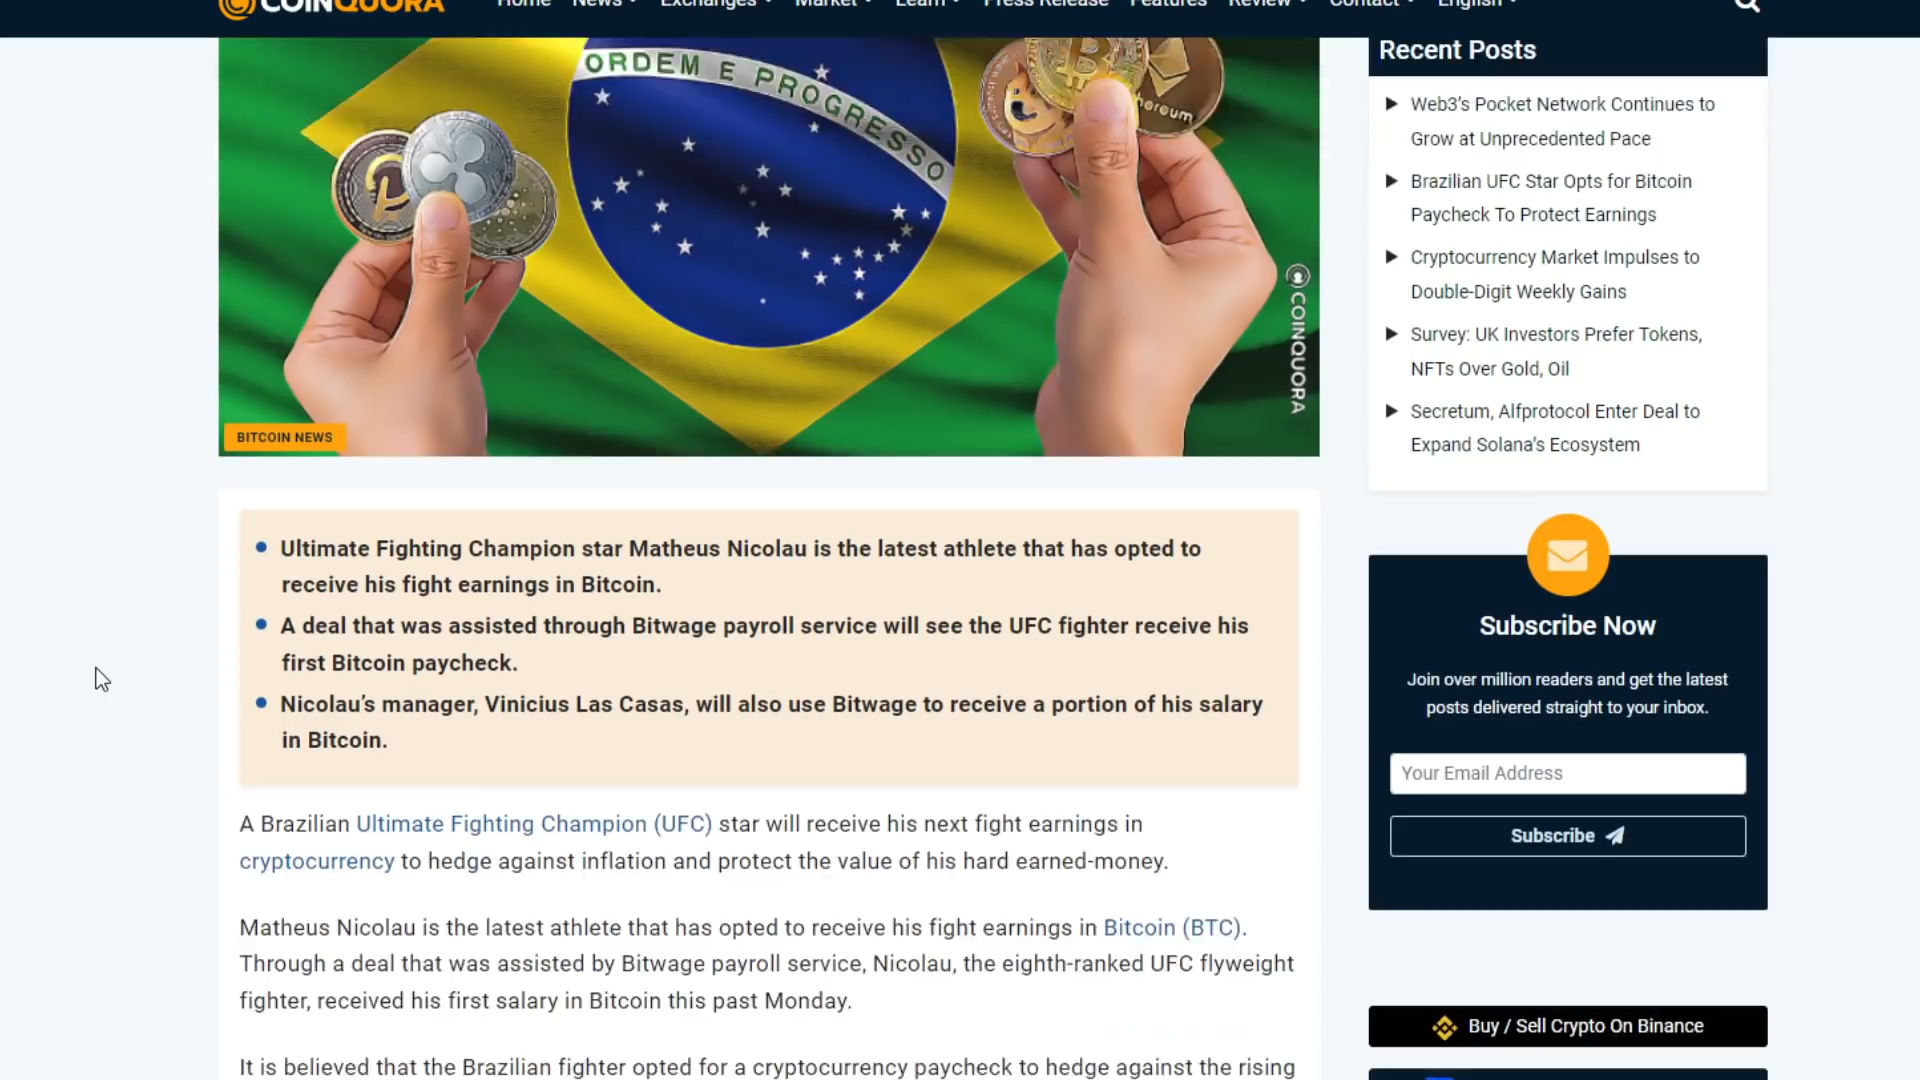 COINQUORA
Home News Exchanges Market Learn Press Release Features Review Contact English
ORDEM E PROGRESSO
ethereum
COINQUORA
BITCOIN NEWS
Ultimate Fighting Champion star Matheus Nicolau is the latest athlete that has opted to
receive his fight earnings in Bitcoin.
A deal that was assisted through Bitwage payroll service will see the UFC fighter receive his
first Bitcoin paycheck.
Nicolau’s manager, Vinicius Las Casas, will also use Bitwage to receive a portion of his salary
in Bitcoin.
A Brazilian Ultimate Fighting Champion (UFC) star will receive his next fight earnings in
cryptocurrency to hedge against inflation and protect the value of his hard earned-money.
Matheus Nicolau is the latest athlete that has opted to receive his fight earnings in Bitcoin (BTC).
Through a deal that was assisted by Bitwage payroll service, Nicolau, the eighth-ranked UFC flyweight
fighter, received his first salary in Bitcoin this past Monday.
It is believed that the Brazilian fighter opted for a cryptocurrency paycheck to hedge against the rising
Recent Posts
Web3’s Pocket Network Continues to
Grow at Unprecedented Pace
Brazilian UFC Star Opts for Bitcoin
Paycheck To Protect Earnings
Cryptocurrency Market Impulses to
Double-Digit Weekly Gains
Survey: UK Investors Prefer Tokens,
NFTs Over Gold, Oil
Secretum, Alfprotocol Enter Deal to
Expand Solana’s Ecosystem
Subscribe Now
Join over million readers and get the latest
posts delivered straight to your inbox.
Your Email Address
Subscribe
Buy / Sell Crypto On Binance